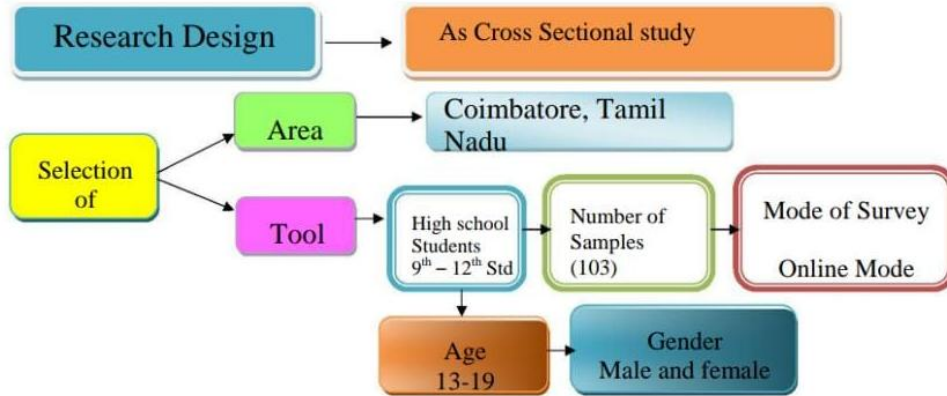 Research Design
As Cross Sectional study
Selection
of
Area
Coimbatore, Tamil
Nadu
Tool
High school
Students
9th – 12th Std
Number of
Samples
(103)
Mode of Survey
Online Mode
Age
13-19
Gender
Male and female